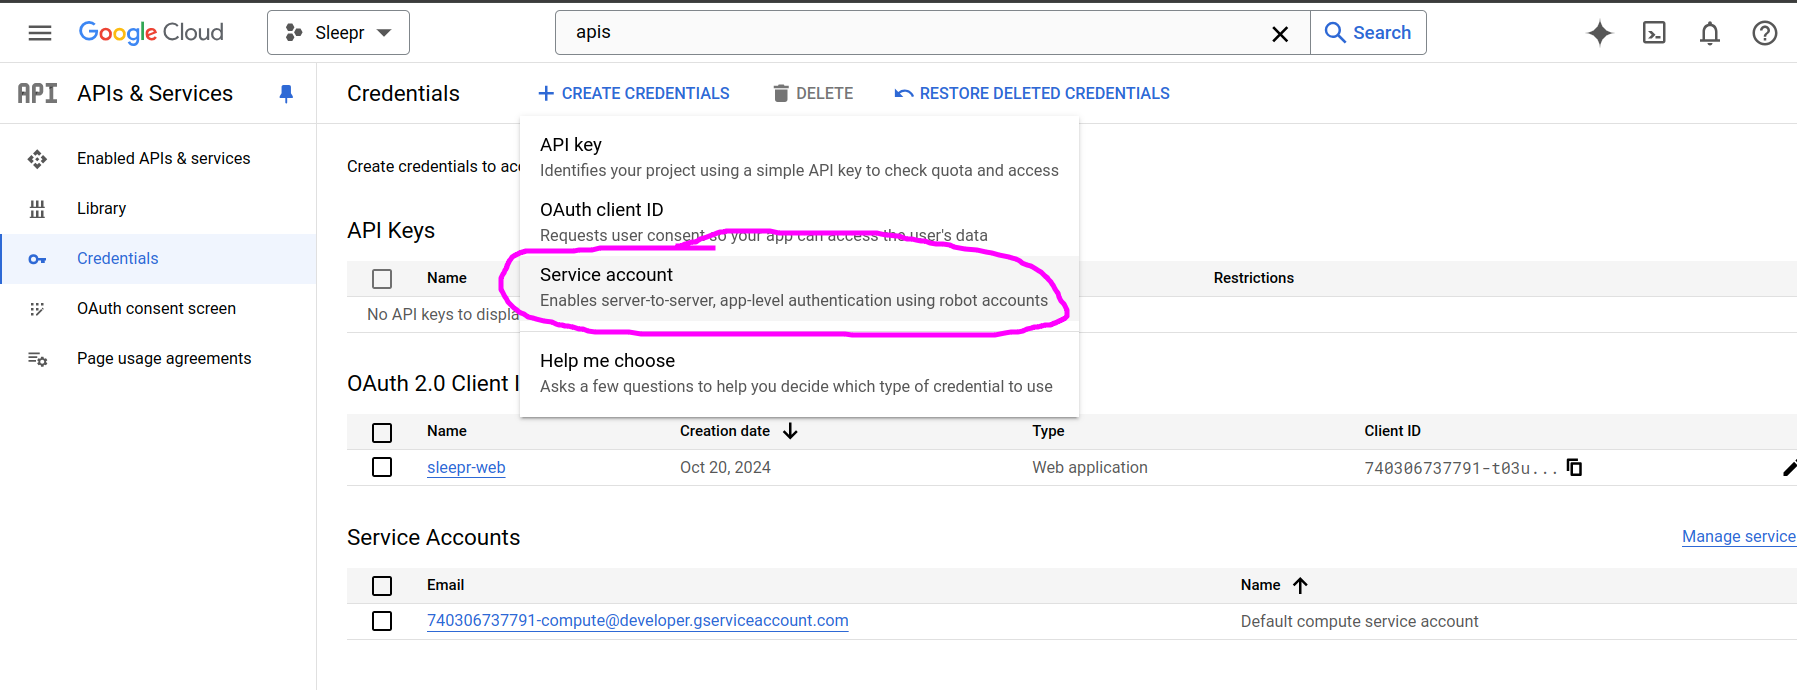 Google Cloud
Sleepr
apis
Search
API
APIs & Services
Credentials
CREATE CREDENTIALS
DELETE
RESTORE DELETED CREDENTIALS
Enabled APIs & services
Library
Credentials
OAuth consent screen
Page usage agreements
Create credentials to acc
API key
Identifies your project using a simple API key to check quota and access
OAuth client ID
Requests user consent so your app can access the user's data
Service account
Enables server-to-server, app-level authentication using robot accounts
Help me choose
Asks a few questions to help you decide which type of credential to use
API Keys
Name Restrictions
No API keys to displa
OAuth 2.0 Client I
Name Creation date Type Client ID
sleepr-web Oct 20, 2024 Web application 740306737791-t03u...
Service Accounts
Manage service
Email Name
740306737791-compute@developer.gserviceaccount.com Default compute service account